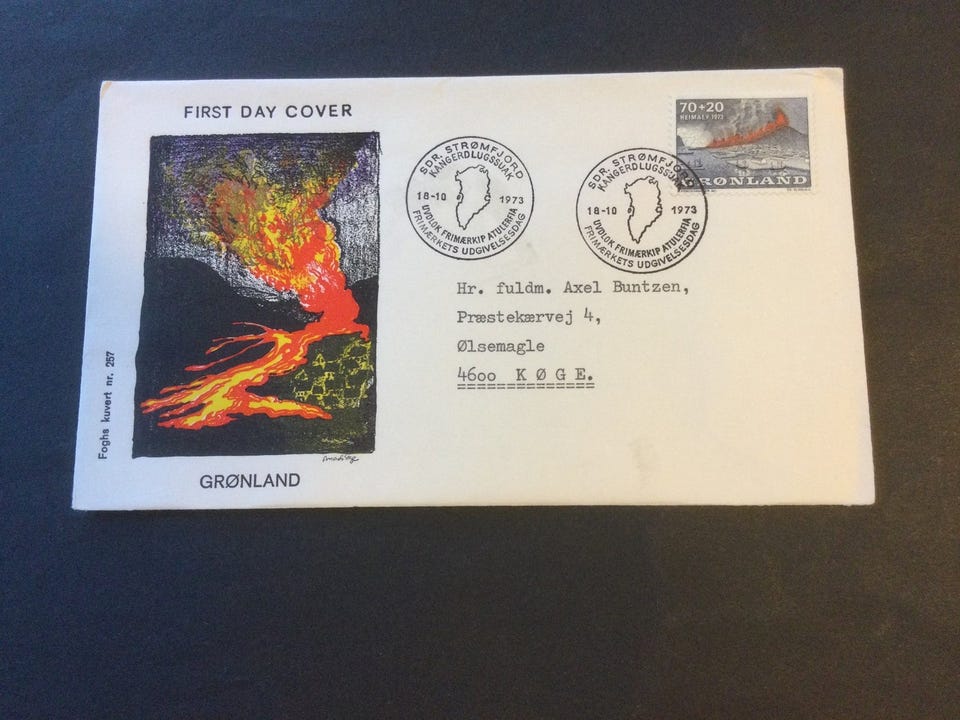 FIRST DAY COVER
70+20
HEIMAEY 1973
GRØNLAND
SDR. STRØMFJORD
KANGERDLUGSSUAK
18-10 1973
UVDLOK FRIMÆRKIP ATULERFIA
FRIMÆRKETS UDGIVELSESDAG
SDR. STRØMFJORD
KANGERDLUGSSUAK
18-10 1973
UVDLOK FRIMÆRKIP ATULERFIA
FRIMÆRKETS UDGIVELSESDAG
Hr. fuldm. Axel Buntzen,
Præstekærvej 4,
Ølsemagle
4600 KØGE.
Foghs kuvert nr. 257
GRØNLAND